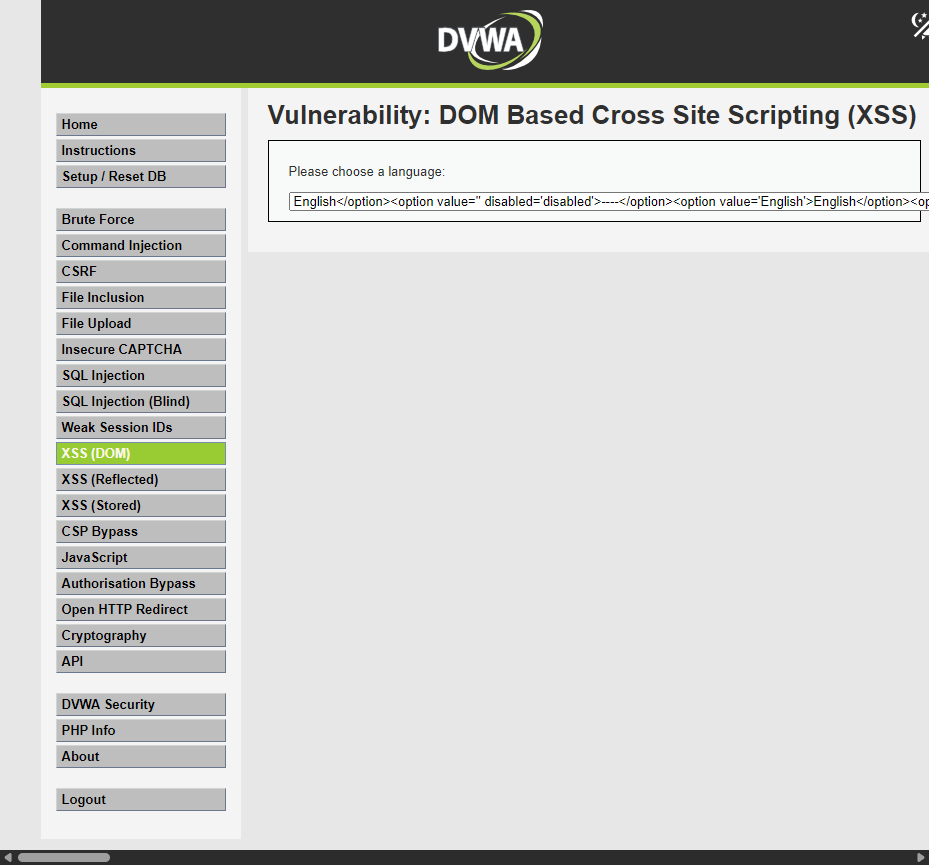 DVWA
Vulnerability: DOM Based Cross Site Scripting (XSS)
Home
Instructions
Setup / Reset DB
Brute Force
Command Injection
CSRF
File Inclusion
File Upload
Insecure CAPTCHA
SQL Injection
SQL Injection (Blind)
Weak Session IDs
XSS (DOM)
XSS (Reflected)
XSS (Stored)
CSP Bypass
JavaScript
Authorisation Bypass
Open HTTP Redirect
Cryptography
API
DVWA Security
PHP Info
About
Logout
Please choose a language:
English</option><option value='' disabled='disabled'>----</option><option value='English'>English</option><op